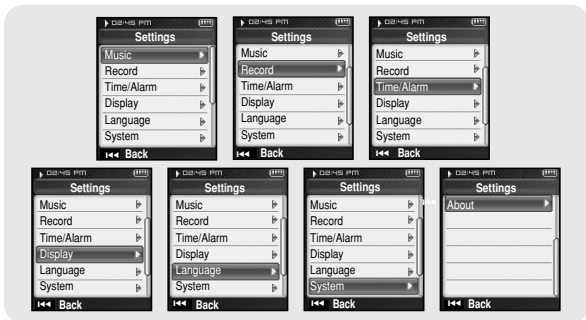 02:45 PM
Settings
Music
Record
Time/Alarm
Display
Language
System
Back
02:45 PM
Settings
Music
Record
Time/Alarm
Display
Language
System
Back
02:45 PM
Settings
Music
Record
Time/Alarm
Display
Language
System
Back
02:45 PM
Settings
Music
Record
Time/Alarm
Display
Language
System
Back
02:45 PM
Settings
Music
Record
Time/Alarm
Display
Language
System
Back
02:45 PM
Settings
Music
Record
Time/Alarm
Display
Language
System
Back
02:45 PM
Settings
About
Back